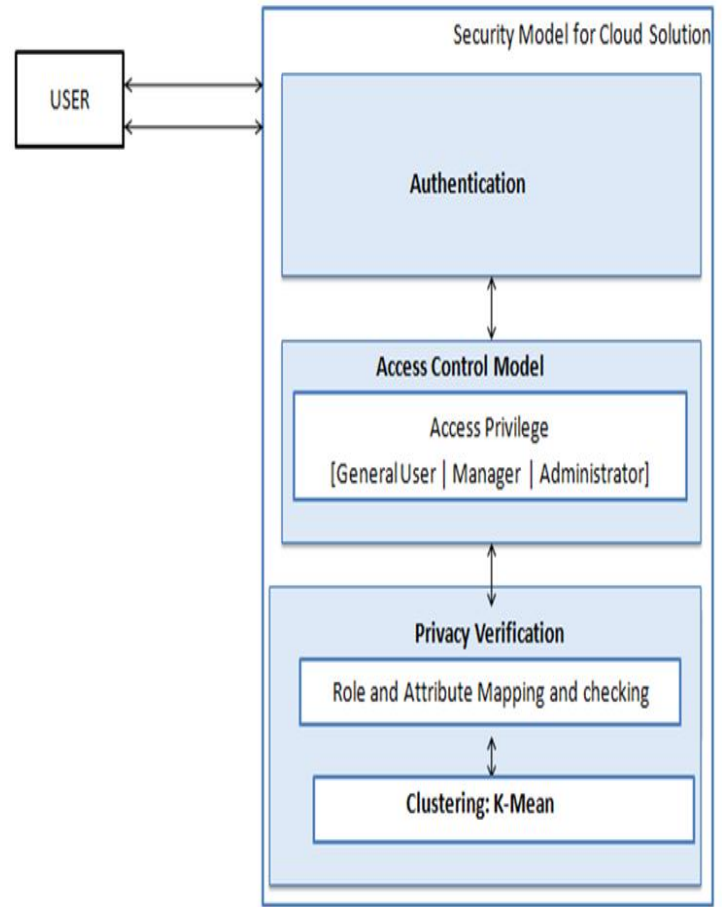 Security Model for Cloud Solution
USER
Authentication
Access Control Model
Access Privilege
[General User | Manager | Administrator]
Privacy Verification
Role and Attribute Mapping and checking
Clustering: K-Mean